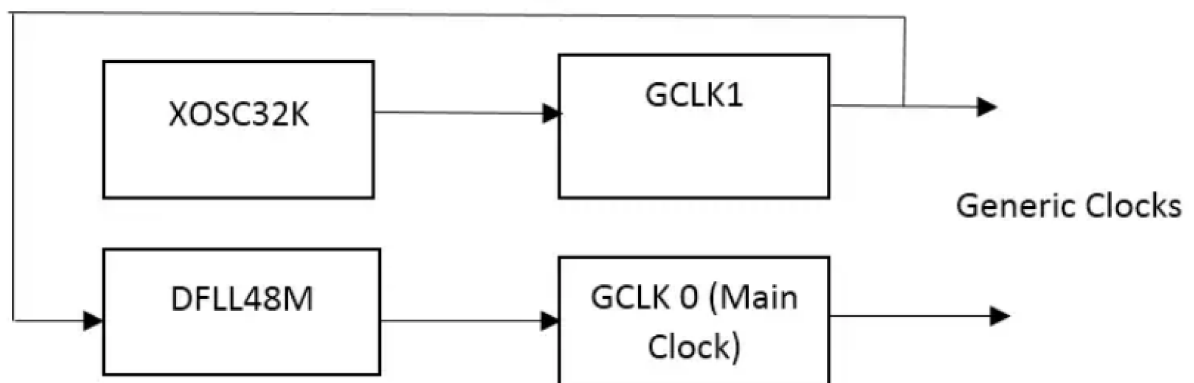 XOSC32K
GCLK1
Generic Clocks
DFLL48M
GCLK 0 (Main
Clock)